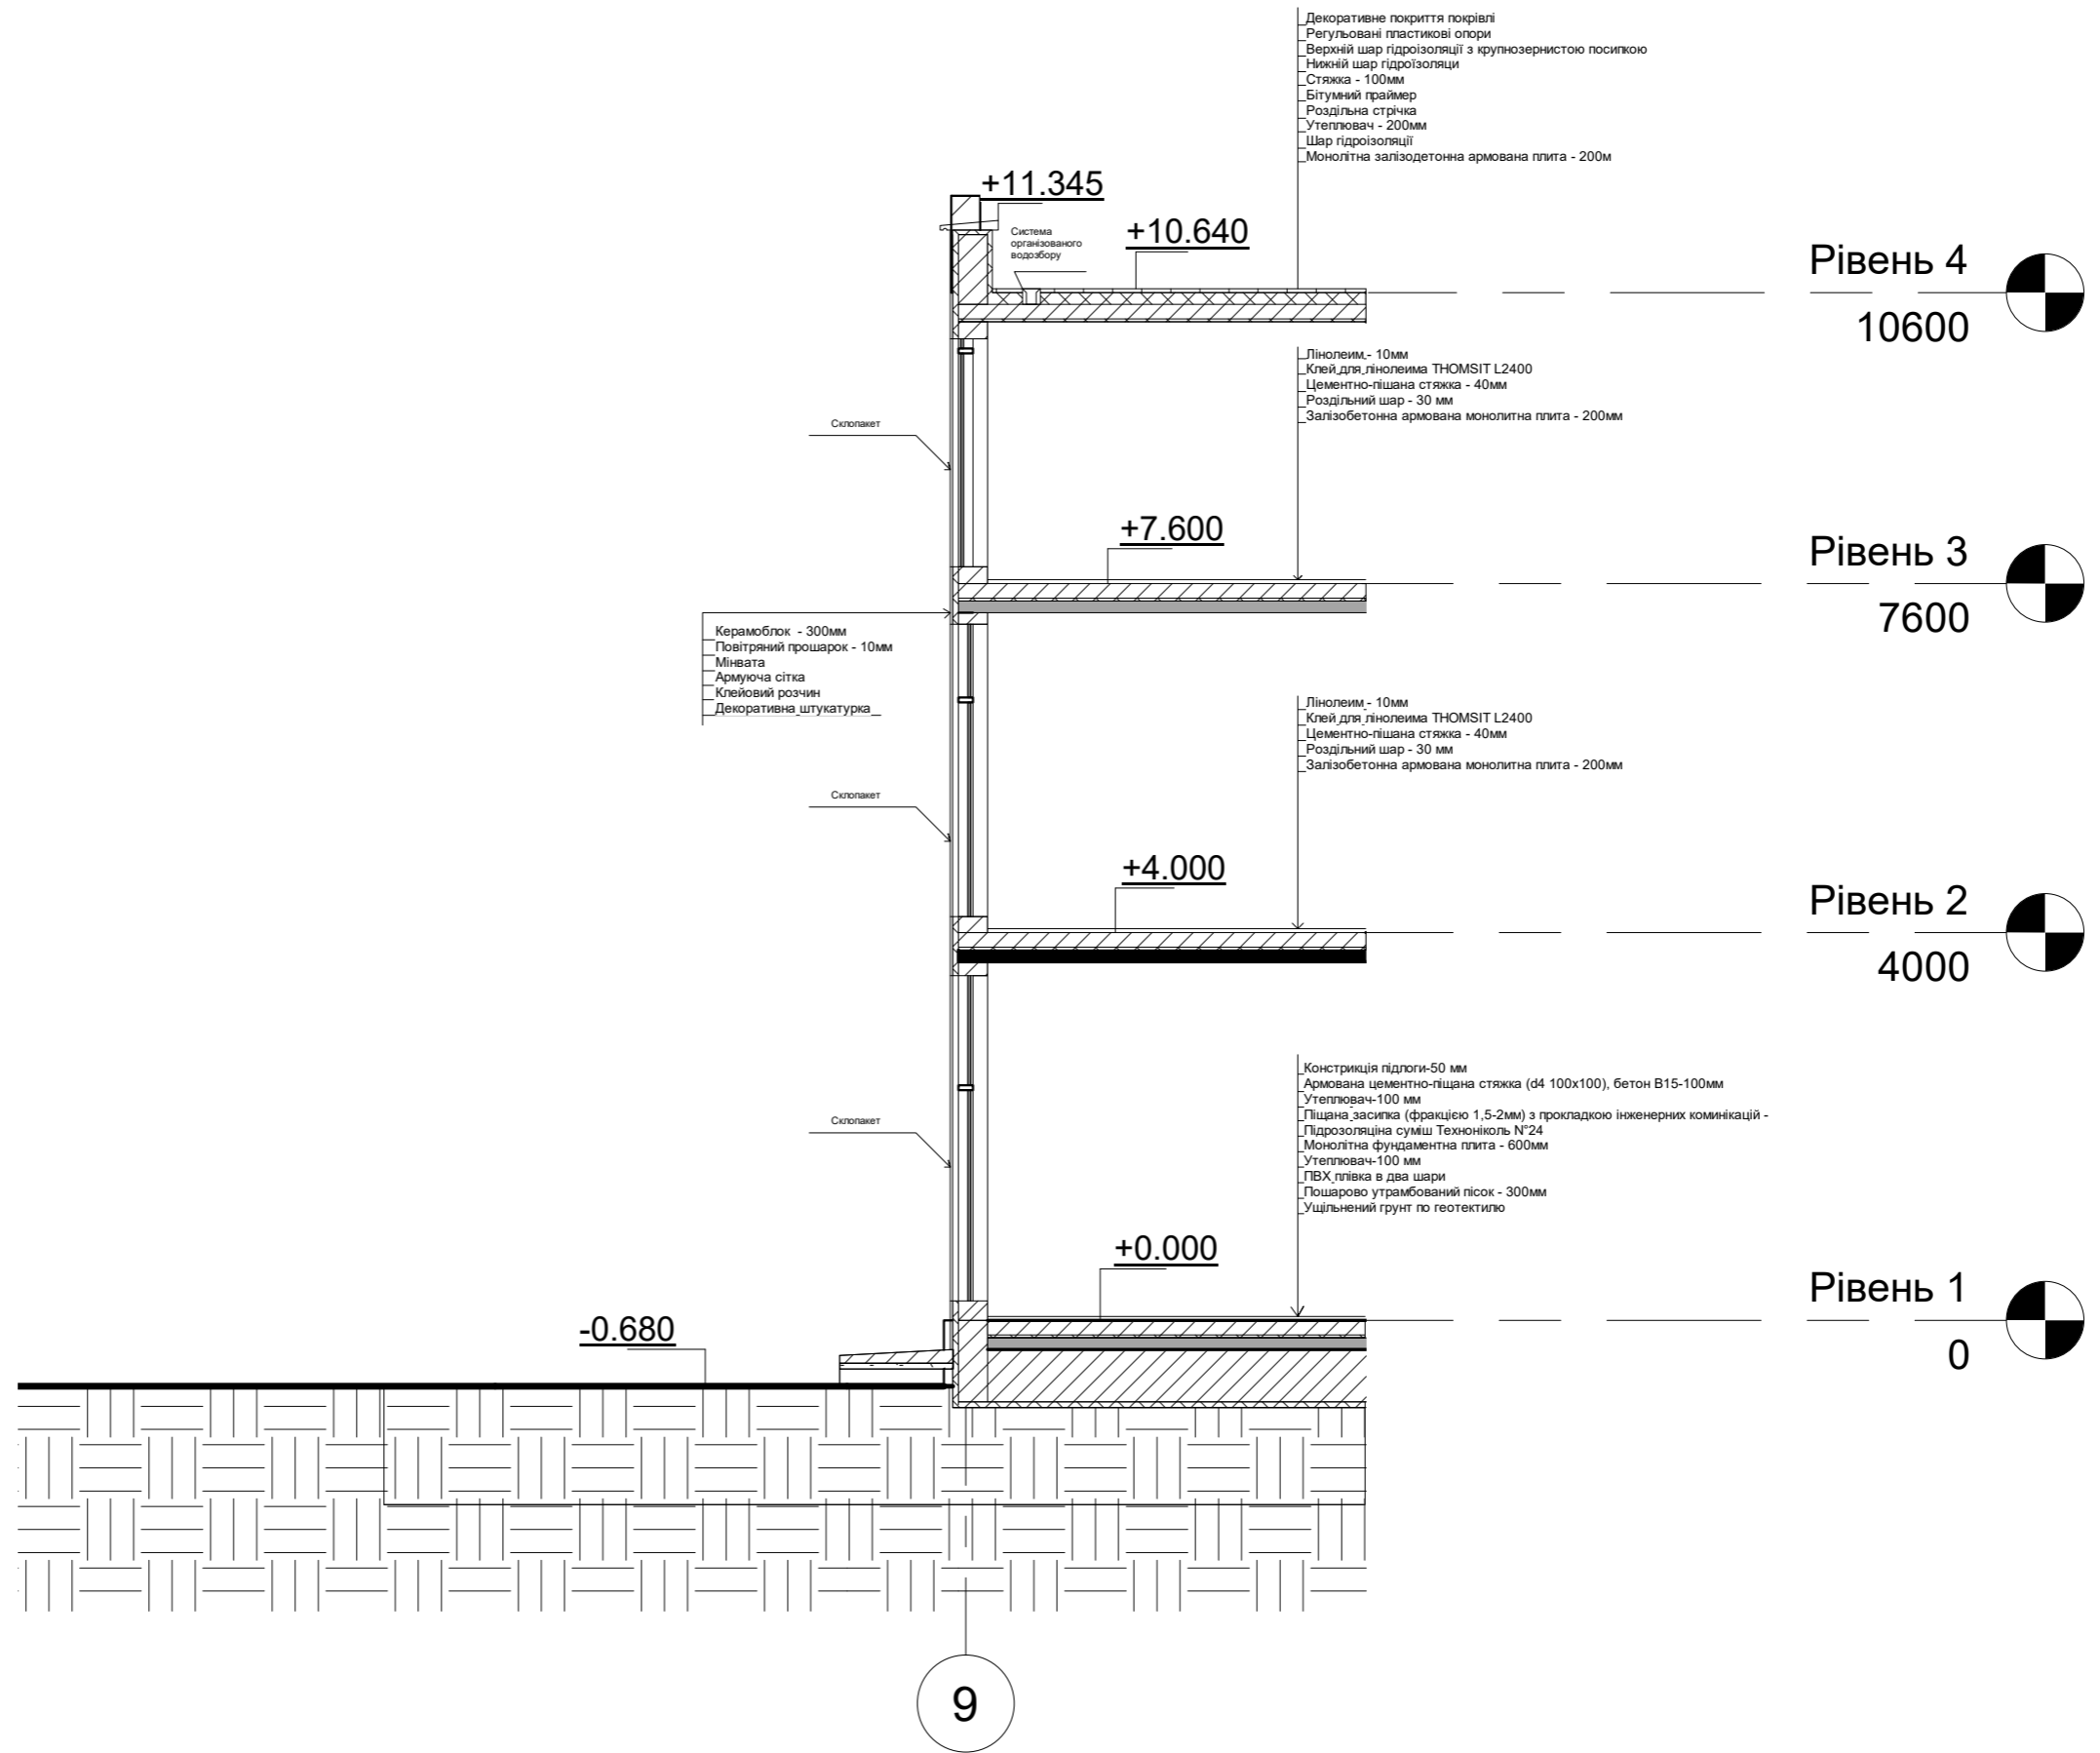 Декоративне покриття покрівлі
Регульовані пластикові опори
Верхній шар гідроізоляції з крупнозернистою посипкою
Нижній шар гідроїзоляци
Стяжка - 100мм
Бітумний праймер
Роздільна стрічка
Утеплювач - 200мм
Шар гідроізоляції
Монолітна залізодетонна армована плита - 200м
+11.345
Система
організованого
водозбору
+10.640
Рівень 4
10600
Лінолеим - 10мм
Клей для лінолеима THOMSIT L2400
Цементно-пішана стяжка - 40мм
Роздільний шар - 30 мм
Залізобетонна армована монолитна плита - 200мм
Склопакет
+7.600
Рівень 3
7600
Керамоблок - 300мм
Повітряний прошарок - 10мм
Мінвата
Армуюча сітка
Клейовий розчин
Декоративна штукатурка
Лінолеим - 10мм
Клей для лінолеима THOMSIT L2400
Цементно-пішана стяжка - 40мм
Роздільний шар - 30 мм
Залізобетонна армована монолитна плита - 200мм
Склопакет
+4.000
Рівень 2
4000
Констрикція підлоги-50 мм
Армована цементно-піщана стяжка (d4 100x100), бетон В15-100мм
Утеплювач-100 мм
Піщана засипка (фракцією 1,5-2мм) з прокладкою інженерних комінікацій -
Підрозоляціна суміш Техноніколь N°24
Монолітна фундаментна плита - 600мм
Утеплювач-100 мм
ПВХ плівка в два шари
Пошарово утрамбований пісок - 300мм
Ущільнений грунт по геотектилю
Склопакет
+0.000
Рівень 1
0
-0.680
9